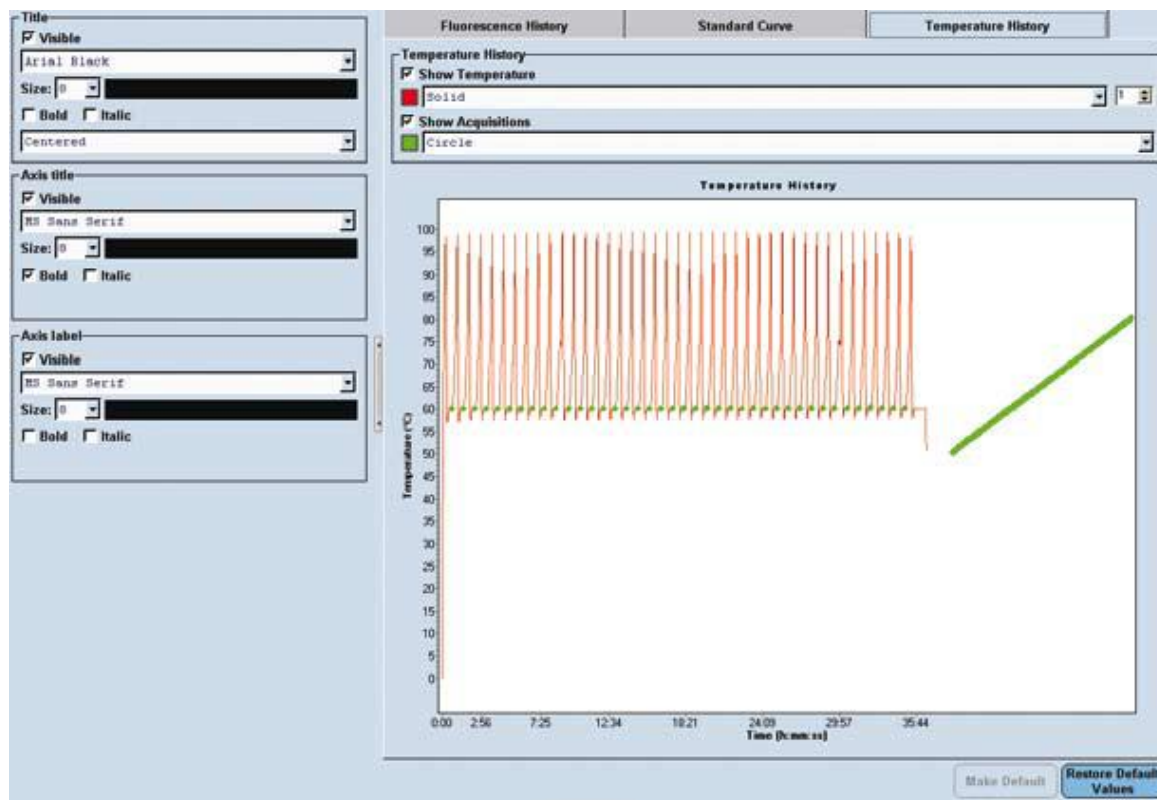 Title
Visible
Arial Black
Size: 8
Bold Italic
Centered
Axis title
Visible
MS Sans Serif
Size: 8
Bold Italic
Axis label
Visible
MS Sans Serif
Size: 8
Bold Italic
Fluorescence History Standard Curve Temperature History
Temperature History
Show Temperature
Solid 1
Show Acquisitions
Circle
Temperature History
100
95
90
85
80
75
70
65
60
55
50
45
40
35
30
25
20
15
10
5
0
Temperature (°C)
0:00 2:56 7:25 12:34 18:21 24:09 29:57 35:44
Time (h:mm:ss)
Make Default
Restore Default
Values